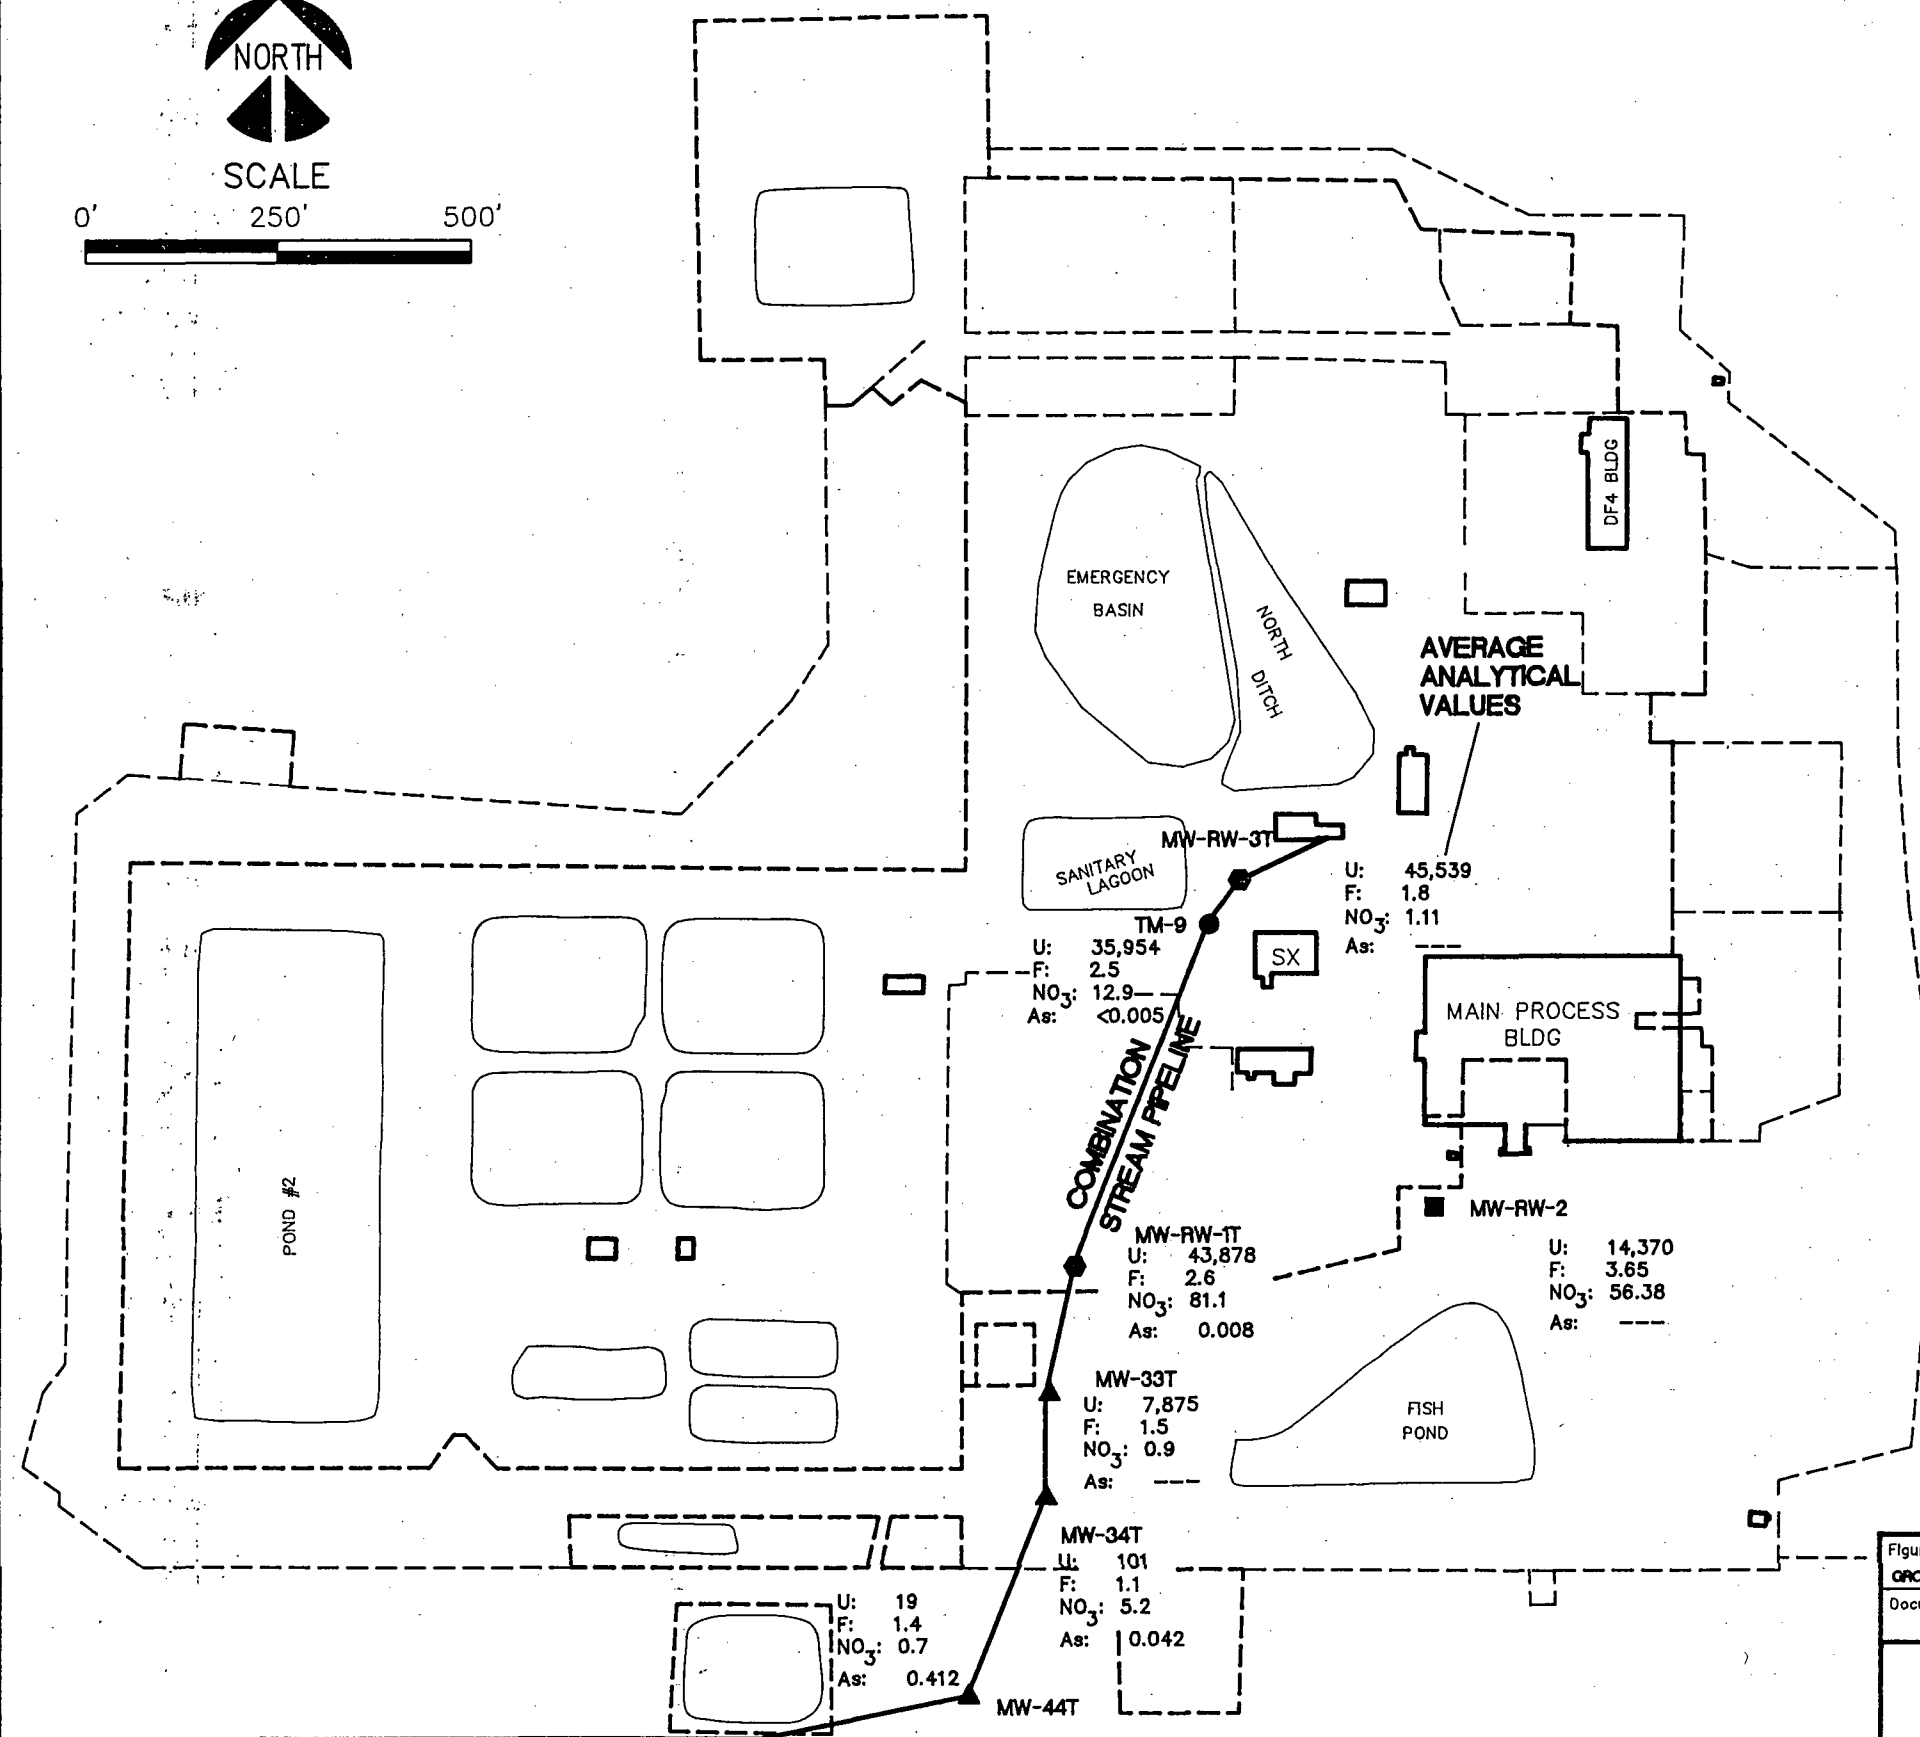 NORTH
SCALE
0' 250' 500'
DF4 BLDG
EMERGENCY
BASIN
NORTH
DITCH
AVERAGE
ANALYTICAL
VALUES
MW-RW-3T
U: 45,539
F: 1.8
NO3: 1.11
As: ---
SANITARY
LAGOON
TM-9
U: 35,954
F: 2.5
NO3: 12.9
As: <0.005
SX
MAIN PROCESS
BLDG
COMBINATION
STREAM PIPELINE
POND #2
MW-RW-2
U: 14,370
F: 3.65
NO3: 56.38
As: ---
MW-RW-1T
U: 43,878
F: 2.6
NO3: 81.1
As: 0.008
MW-33T
U: 7,875
F: 1.5
NO3: 0.9
As: ---
FISH
POND
MW-34T
U: 101
F: 1.1
NO3: 5.2
As: 0.042
U: 19
F: 1.4
NO3: 0.7
As: 0.412
MW-44T